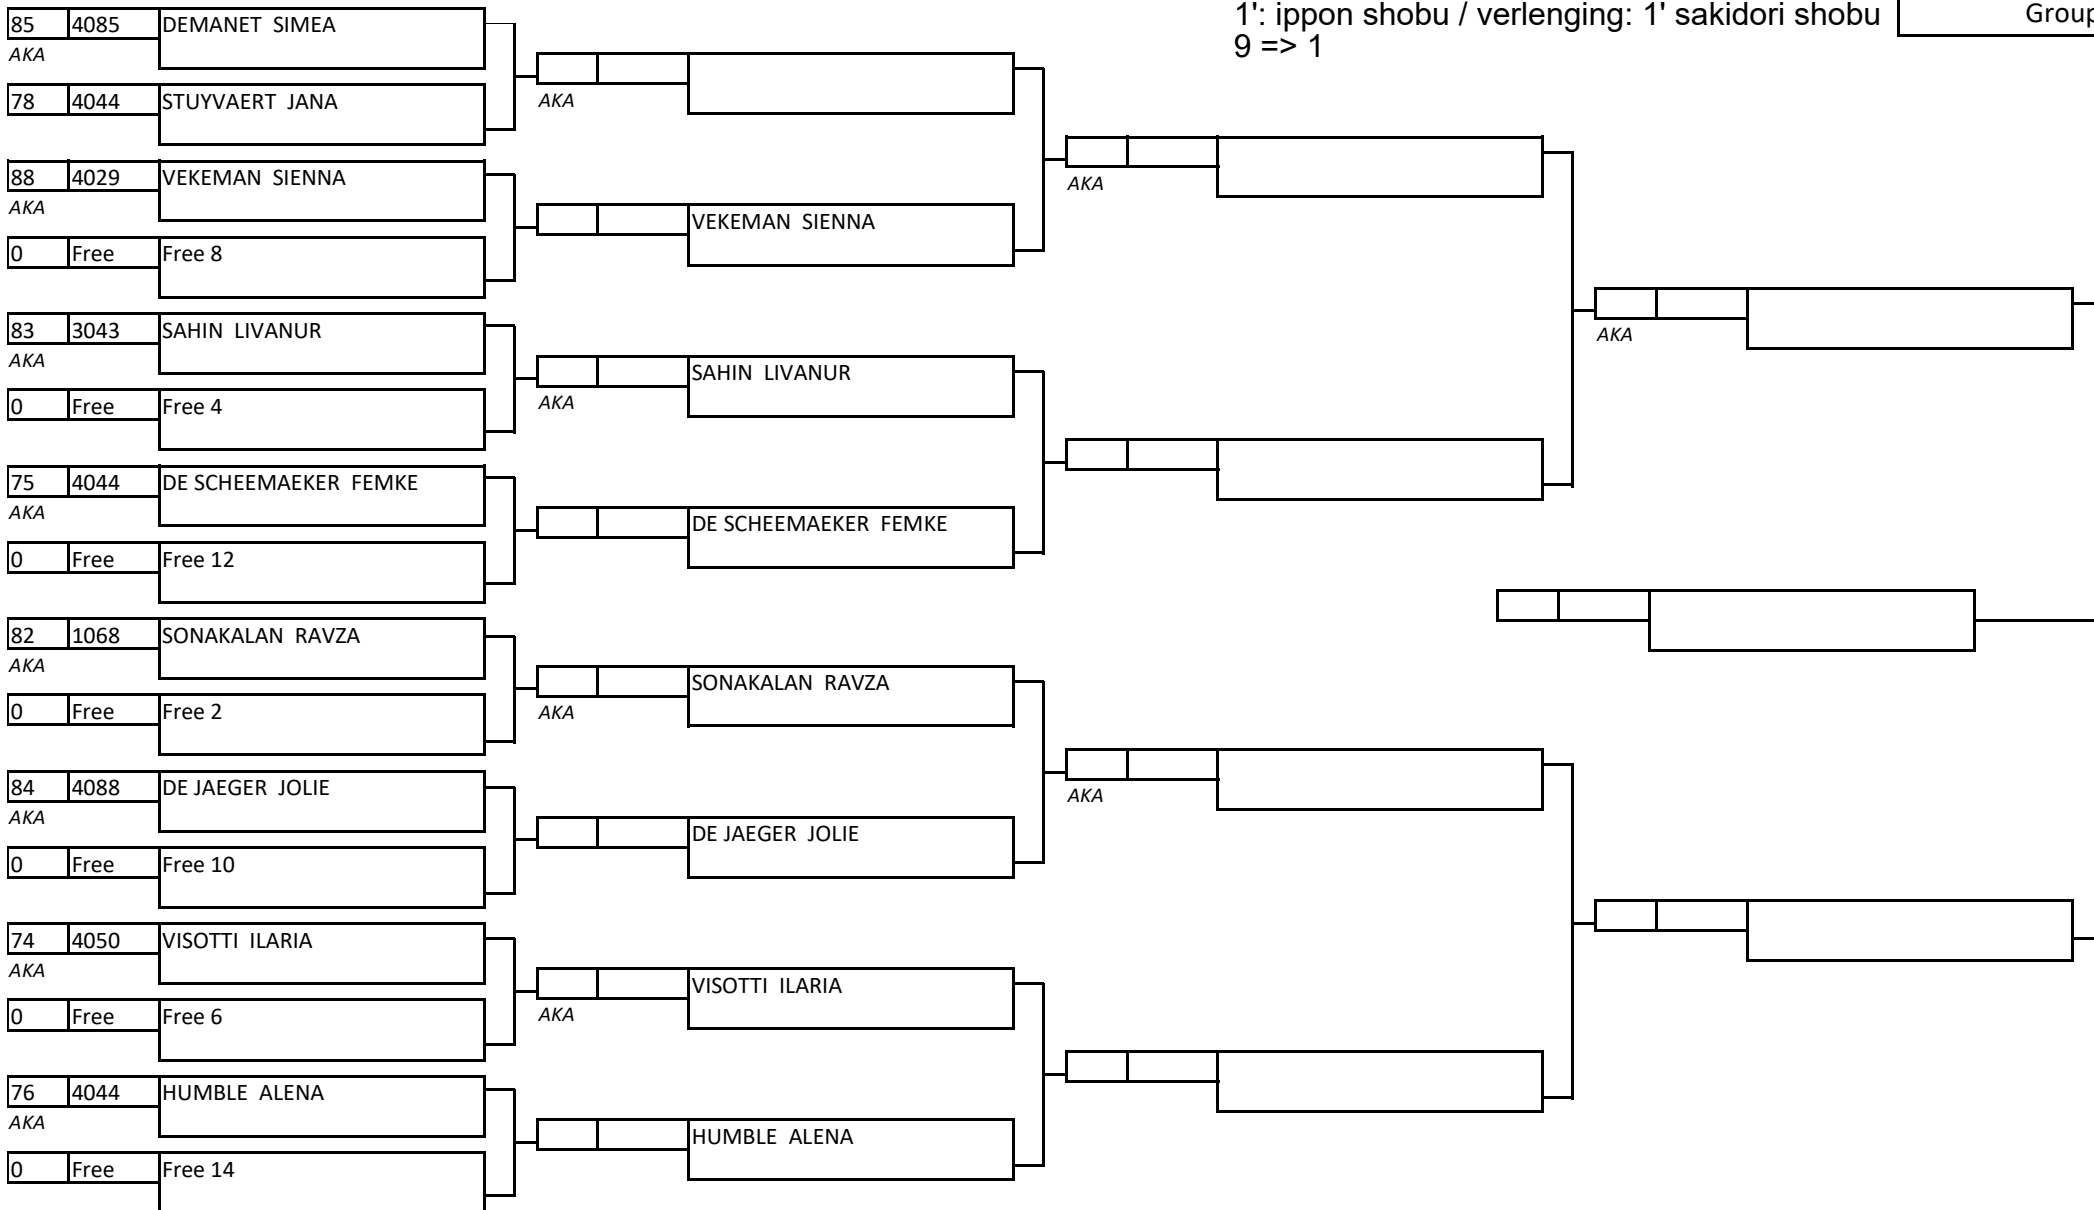 1': ippon shobu / verlenging: 1' sakidori shobu
9 => 1
Group
85 4085 DEMANET SIMEA
AKA
78 4044 STUYVAERT JANA
88 4029 VEKEMAN SIENNA
AKA
0 Free Free 8
83 3043 SAHIN LIVANUR
AKA
0 Free Free 4
75 4044 DE SCHEEMAEKER FEMKE
AKA
0 Free Free 12
82 1068 SONAKALAN RAVZA
AKA
0 Free Free 2
84 4088 DE JAEGER JOLIE
AKA
0 Free Free 10
74 4050 VISOTTI ILARIA
AKA
0 Free Free 6
76 4044 HUMBLE ALENA
AKA
0 Free Free 14
AKA
VEKEMAN SIENNA
SAHIN LIVANUR
AKA
DE SCHEEMAEKER FEMKE
SONAKALAN RAVZA
AKA
DE JAEGER JOLIE
VISOTTI ILARIA
AKA
HUMBLE ALENA
AKA
AKA
AKA